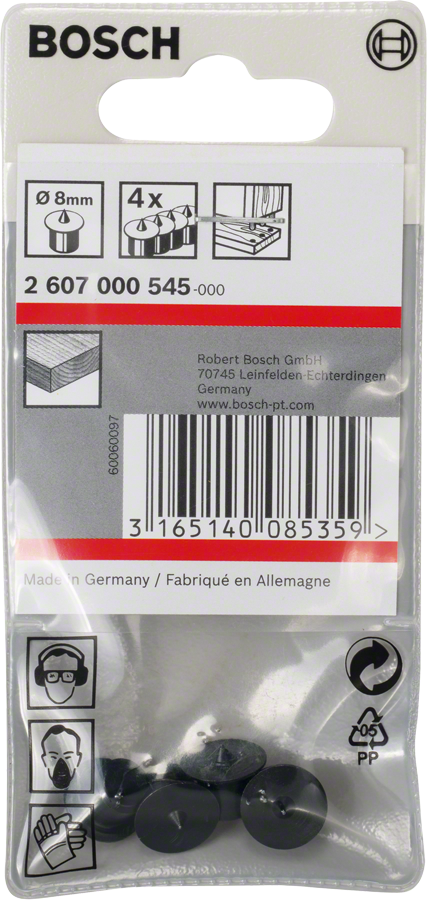 BOSCH
Ø 8mm
4x
2 607 000 545-000
Robert Bosch GmbH
70745 Leinfelden-Echterdingen
Germany
www.bosch-pt.com
60060097
3 165140 085359 >
Made in Germany / Fabriqué en Allemagne
05
PP